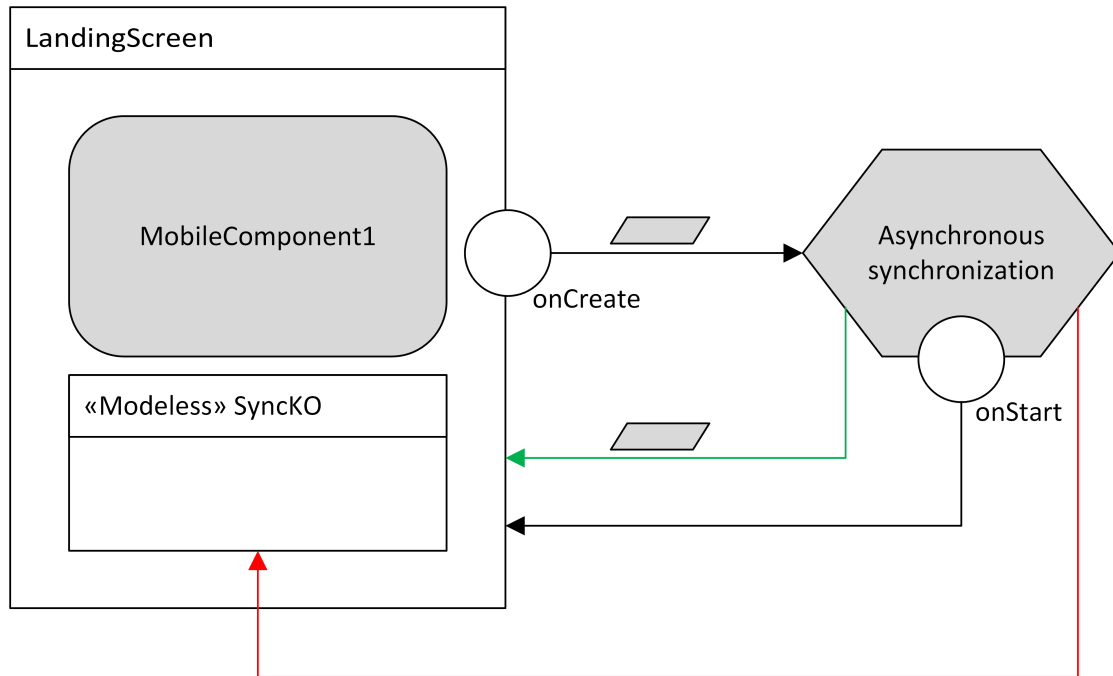 LandingScreen
MobileComponent1
Asynchronous
synchronization
onCreate
«Modeless» SyncKO
onStart